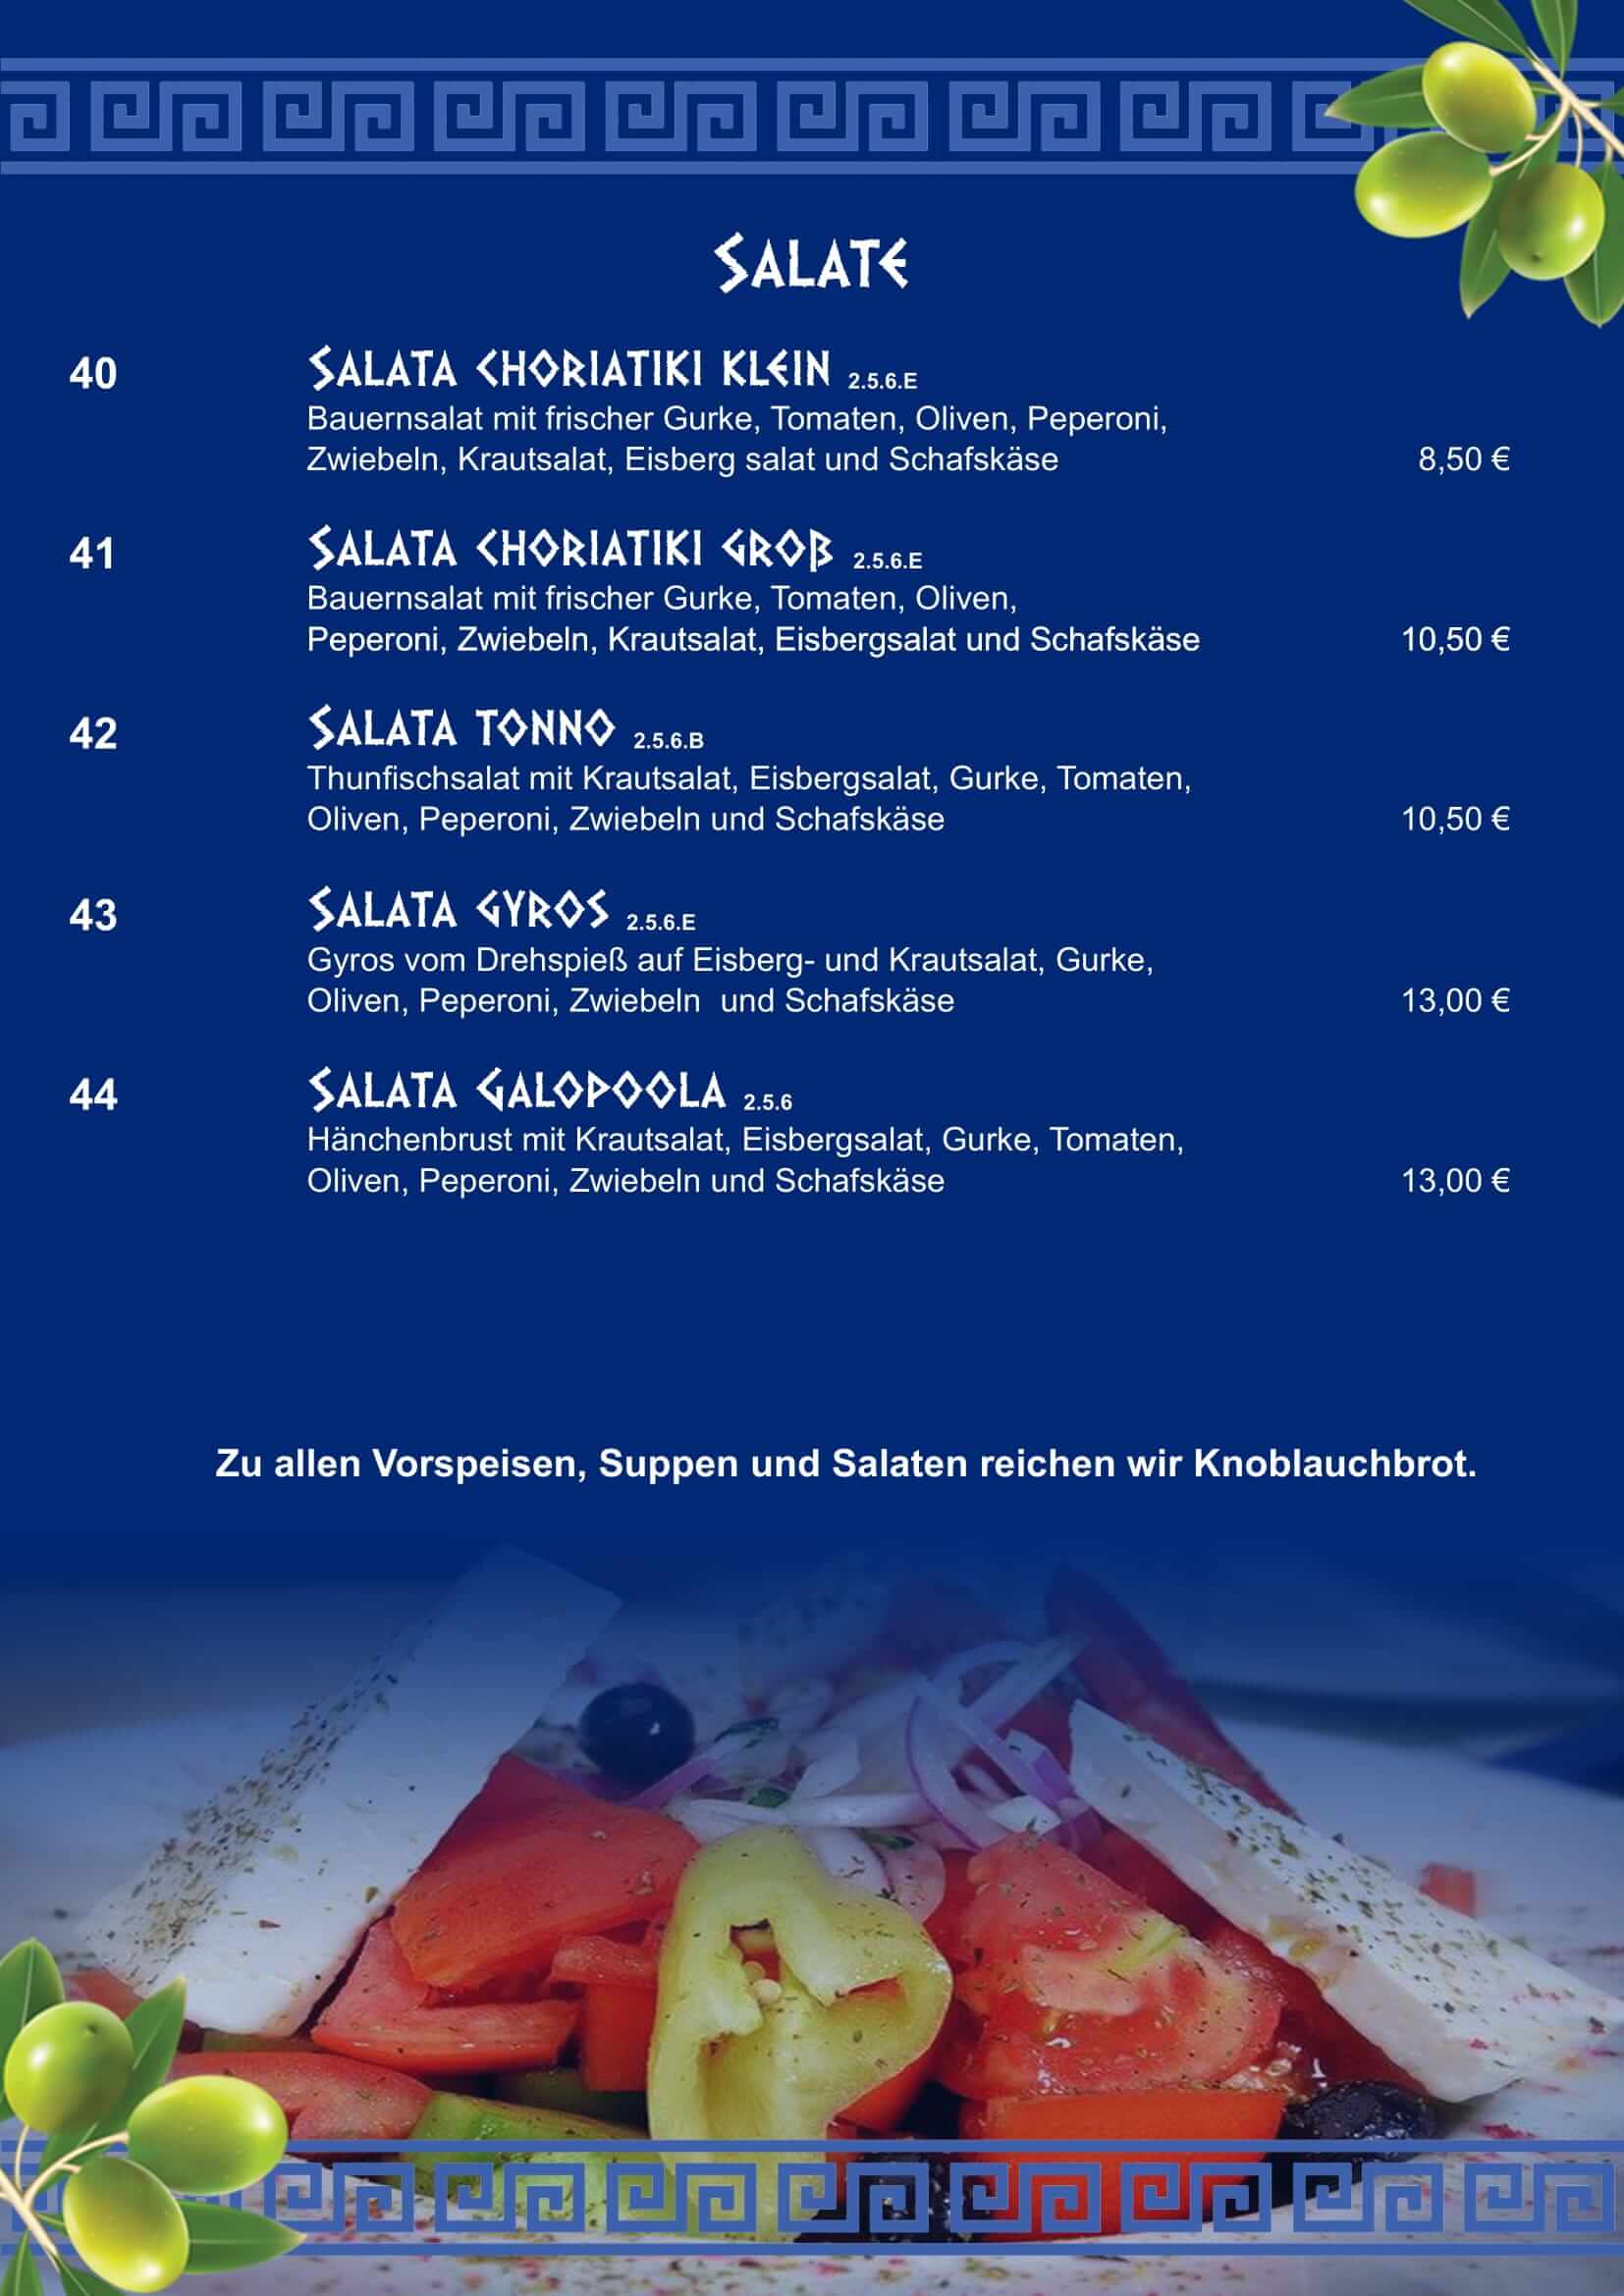 SALATE
40
SALATA CHORIATIKI KLEIN 2.5.6.E
Bauernsalat mit frischer Gurke, Tomaten, Oliven, Peperoni,
Zwiebeln, Krautsalat, Eisberg salat und Schafskäse 8,50 €
41
SALATA CHORIATIKI GROß 2.5.6.E
Bauernsalat mit frischer Gurke, Tomaten, Oliven,
Peperoni, Zwiebeln, Krautsalat, Eisbergsalat und Schafskäse 10,50 €
42
SALATA TONNO 2.5.6.B
Thunfischsalat mit Krautsalat, Eisbergsalat, Gurke, Tomaten,
Oliven, Peperoni, Zwiebeln und Schafskäse 10,50 €
43
SALATA GYROS 2.5.6.E
Gyros vom Drehspieß auf Eisberg- und Krautsalat, Gurke,
Oliven, Peperoni, Zwiebeln  und Schafskäse 13,00 €
44
SALATA GALOPOOLA 2.5.6
Hänchenbrust mit Krautsalat, Eisbergsalat, Gurke, Tomaten,
Oliven, Peperoni, Zwiebeln und Schafskäse 13,00 €
Zu allen Vorspeisen, Suppen und Salaten reichen wir Knoblauchbrot.